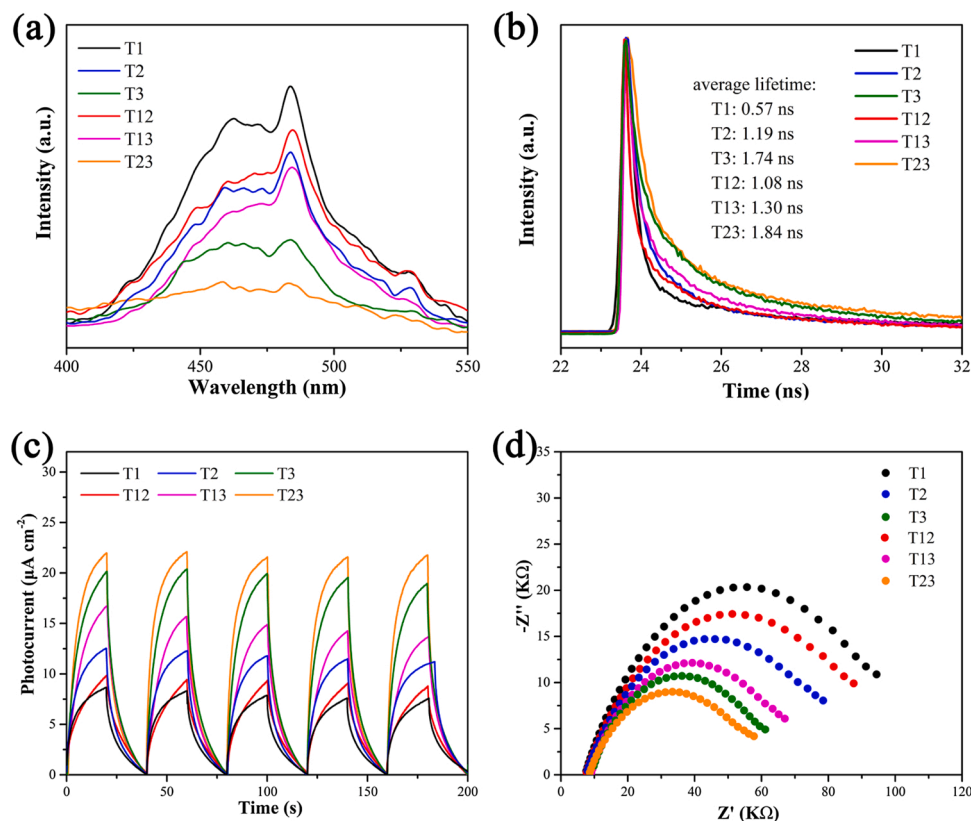 (a)
T1
T2
T3
T12
T13
T23
Intensity (a.u.)
400 450 500 550
Wavelength (nm)
(b)
average lifetime:
T1: 0.57 ns
T2: 1.19 ns
T3: 1.74 ns
T12: 1.08 ns
T13: 1.30 ns
T23: 1.84 ns
T1
T2
T3
T12
T13
T23
Intensity (a.u.)
22 24 26 28 30 32
Time (ns)
(c)
T1 T2 T3
T12 T13 T23
Photocurrent (μA cm⁻²)
30
25
20
15
10
5
0
0 40 80 120 160 200
Time (s)
(d)
T1
T2
T3
T12
T13
T23
-Z'' (KΩ)
35
30
25
20
15
10
5
0
0 20 40 60 80 100 120
Z' (KΩ)